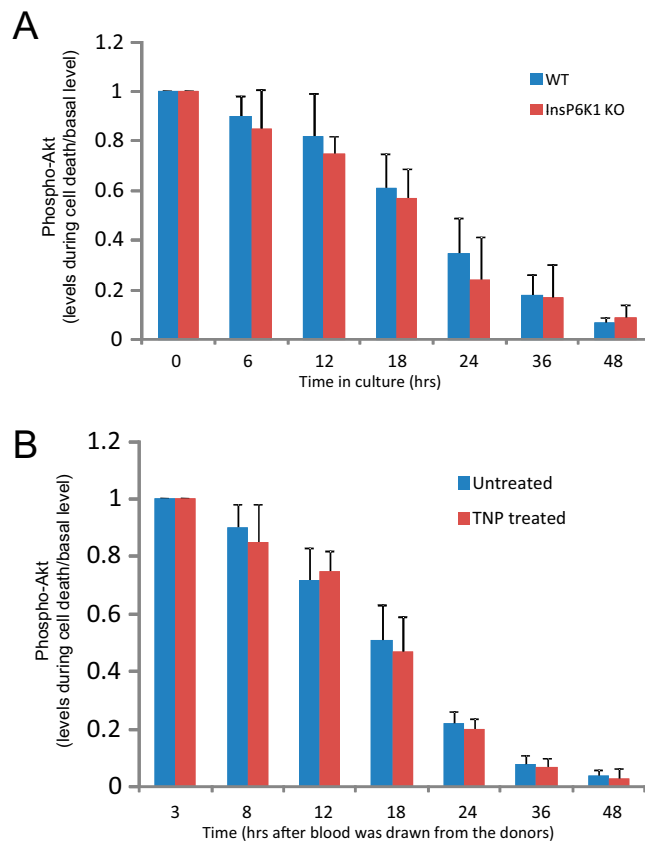 A
Phospho-Akt
(levels during cell death/basal level)
1.2
1
0.8
0.6
0.4
0.2
0
WT
InsP6K1 KO
0 6 12 18 24 36 48
Time in culture (hrs)
B
Phospho-Akt
(levels during cell death/basal level)
1.2
1
0.8
0.6
0.4
0.2
0
Untreated
TNP treated
3 8 12 18 24 36 48
Time (hrs after blood was drawn from the donors)